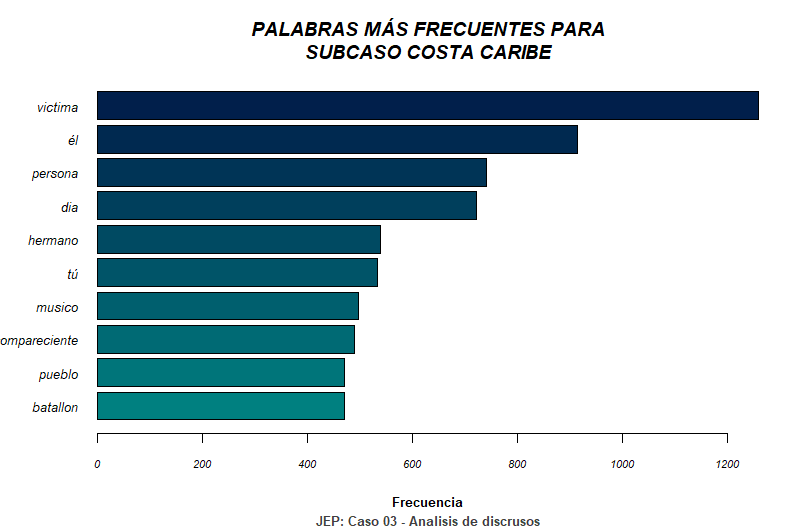 PALABRAS MÁS FRECUENTES PARA
SUBCASO COSTA CARIBE
victima
él
persona
dia
hermano
tú
musico
ompareciente
pueblo
batallon
0 200 400 600 800 1000 1200
Frecuencia
JEP: Caso 03 - Analisis de discrusos